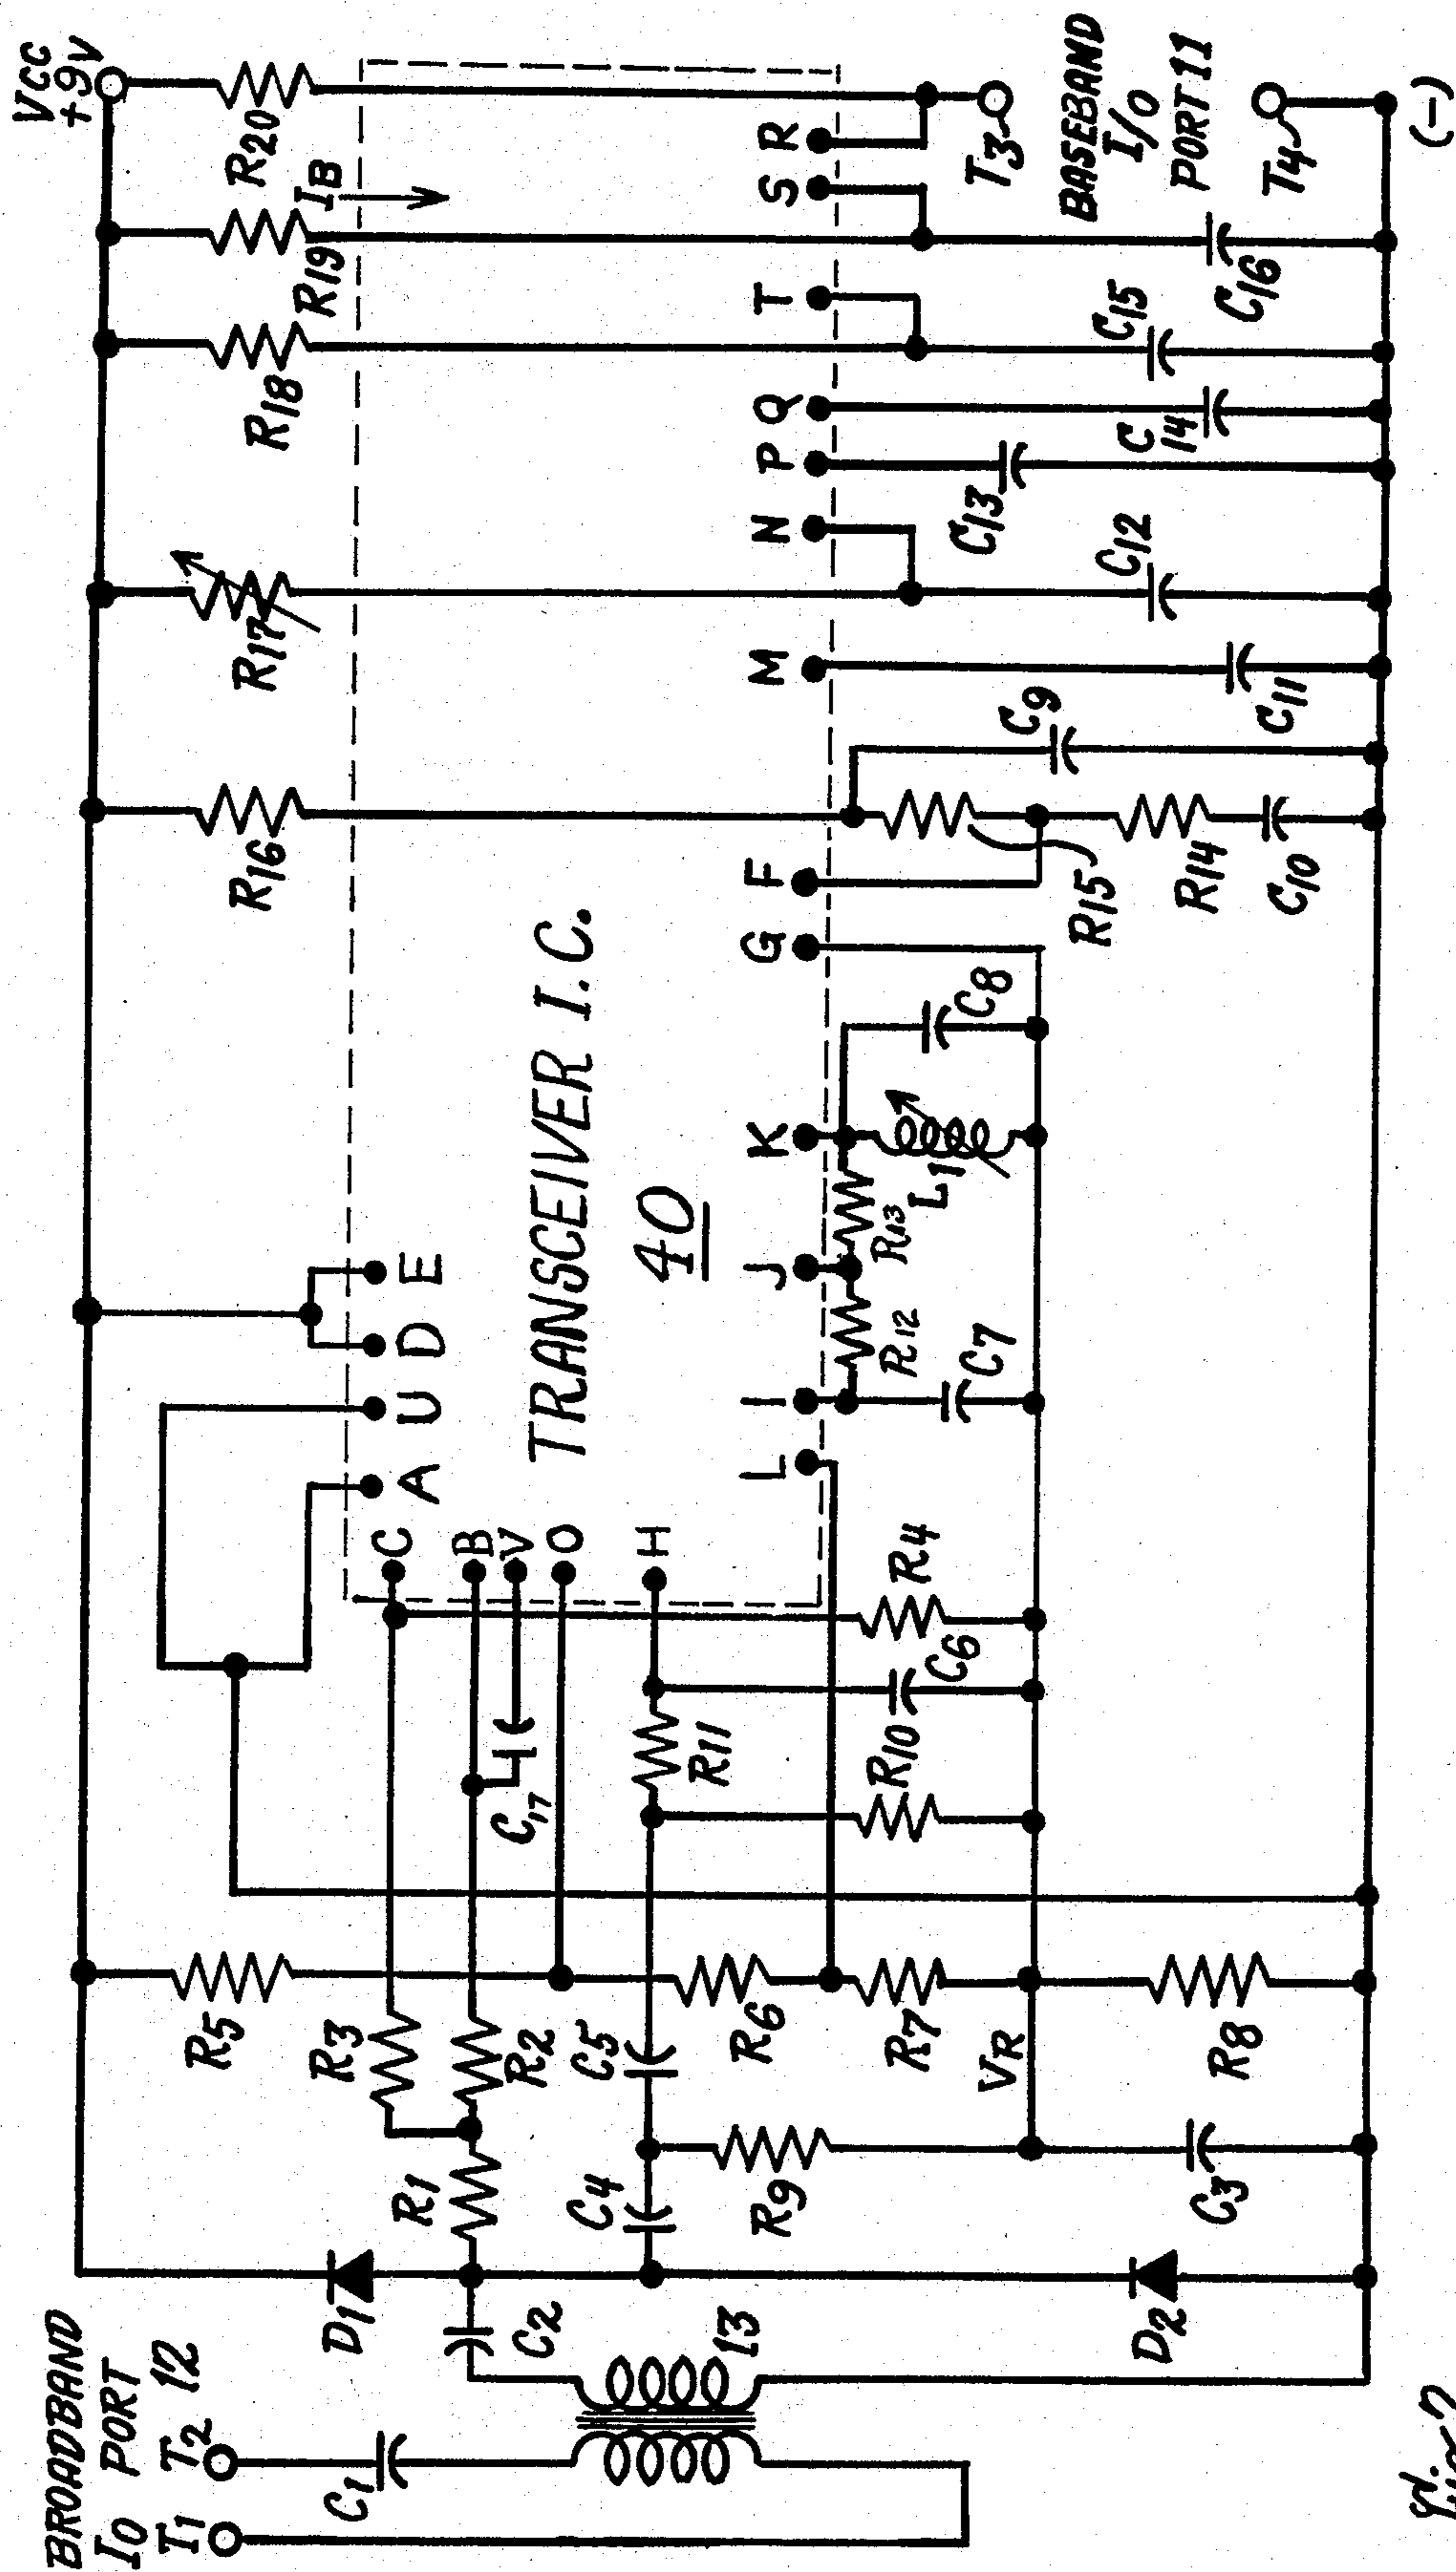 BROADBAND
IO PORT 12
T1 T2
C1
13
C2
D1
D2
R1
R2
R3
C4
C5
R9
C3
R5
R6
R7
VR
R8
C17
R11
R10
C6
R4
C
B
V
O
H
A
U
D
E
TRANSCEIVER I.C.
40
L
I
J
K
G
F
M
N
P
Q
T
S
R
R12
R13
C7
L1
C8
R16
R15
R14
C10
C9
C11
R17
C12
C13
C14
R18
C15
R19
C16
IB
R20
VCC
+9V
T3
BASEBAND
I/O
PORT 11
T4
(-)